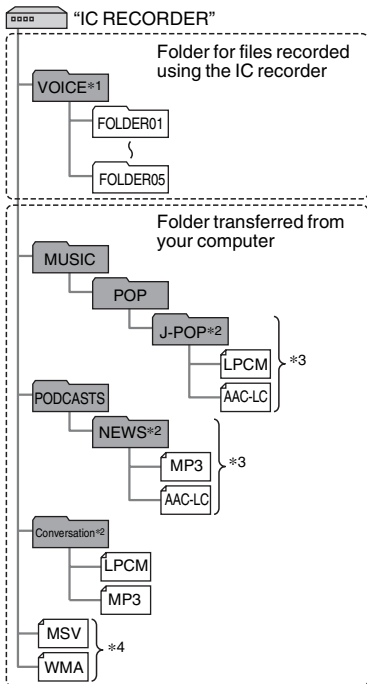 “IC RECORDER”
Folder for files recorded
using the IC recorder
VOICE*1
FOLDER01
FOLDER05
Folder transferred from
your computer
MUSIC
POP
J-POP*2
LPCM
*3
AAC-LC
PODCASTS
NEWS*2
MP3
*3
AAC-LC
Conversation*2
LPCM
MP3
MSV
*4
WMA